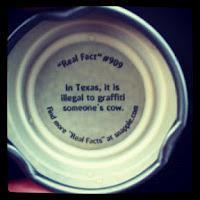 "Real Fact" #909
In Texas, it is
illegal to graffiti
someone's cow.
Find more "Real Facts" at snapple.com